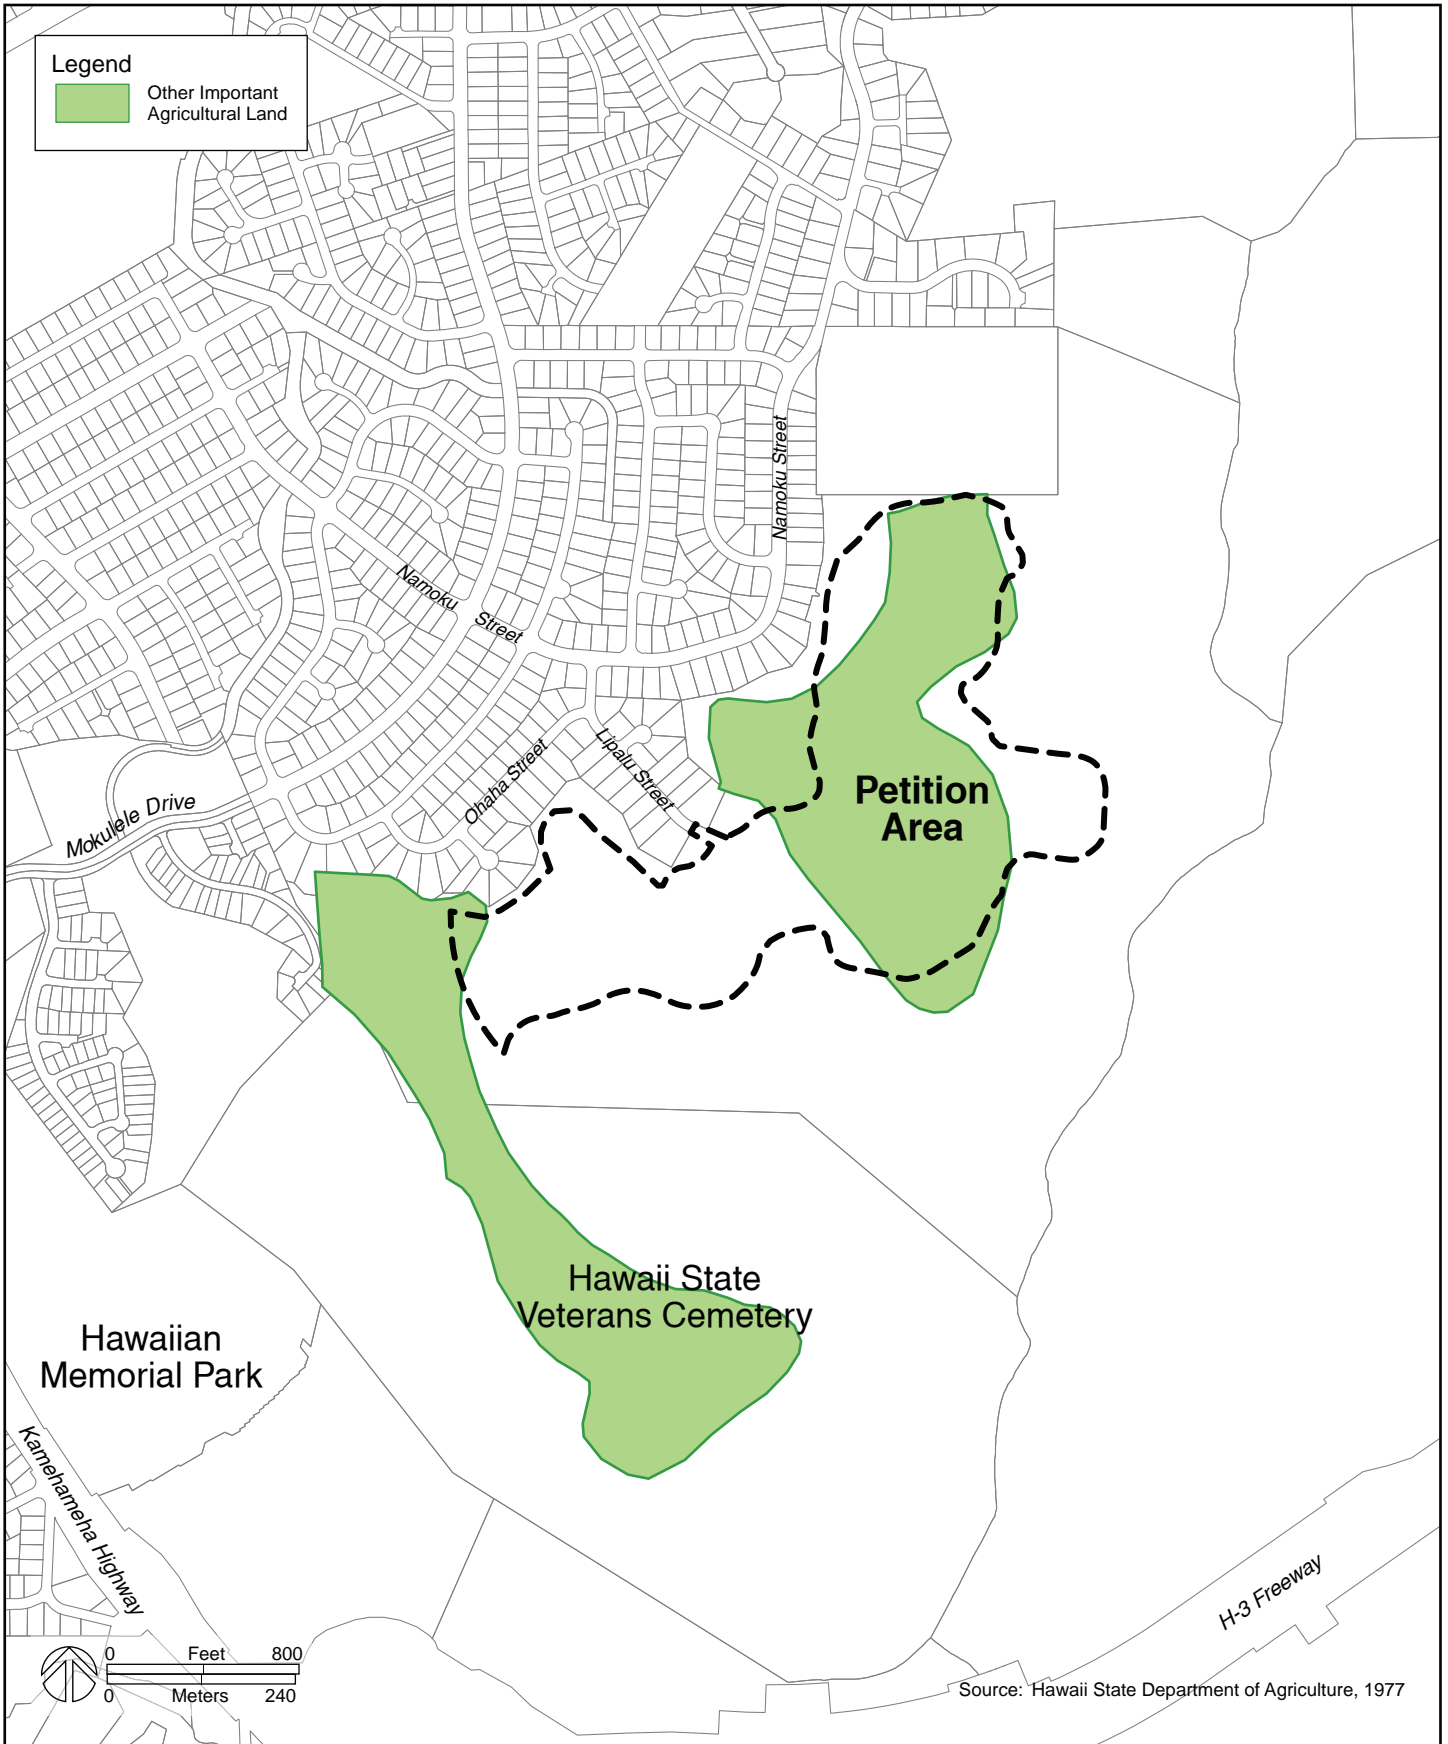 Legend
Other Important
Agricultural Land
Namoku Street
Namoku Street
Ohaha Street
Lipalu Street
Mokulele Drive
Petition
Area
Hawaii State
Veterans Cemetery
Hawaiian
Memorial Park
Kamehameha Highway
H-3 Freeway
0 Feet 800
0 Meters 240
Source: Hawaii State Department of Agriculture, 1977